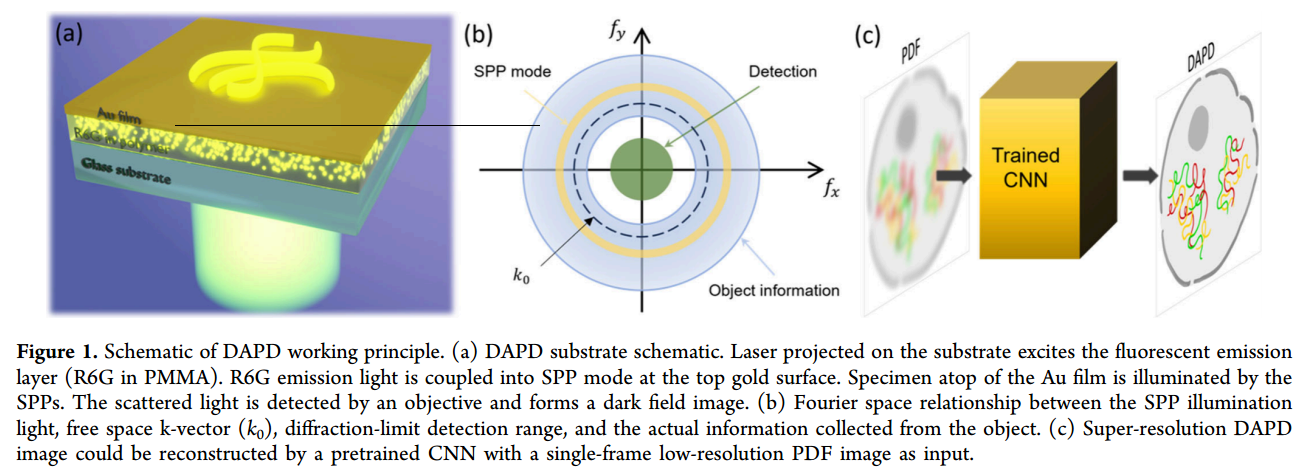 (a)
Au film
R6G in polymer
Glass substrate
(b)
fy
SPP mode
Detection
fx
k0
Object information
(c)
PDF
Trained
CNN
DAPD
Figure 1. Schematic of DAPD working principle. (a) DAPD substrate schematic. Laser projected on the substrate excites the fluorescent emission
layer (R6G in PMMA). R6G emission light is coupled into SPP mode at the top gold surface. Specimen atop of the Au film is illuminated by the
SPPs. The scattered light is detected by an objective and forms a dark field image. (b) Fourier space relationship between the SPP illumination
light, free space k-vector (k0), diffraction-limit detection range, and the actual information collected from the object. (c) Super-resolution DAPD
image could be reconstructed by a pretrained CNN with a single-frame low-resolution PDF image as input.